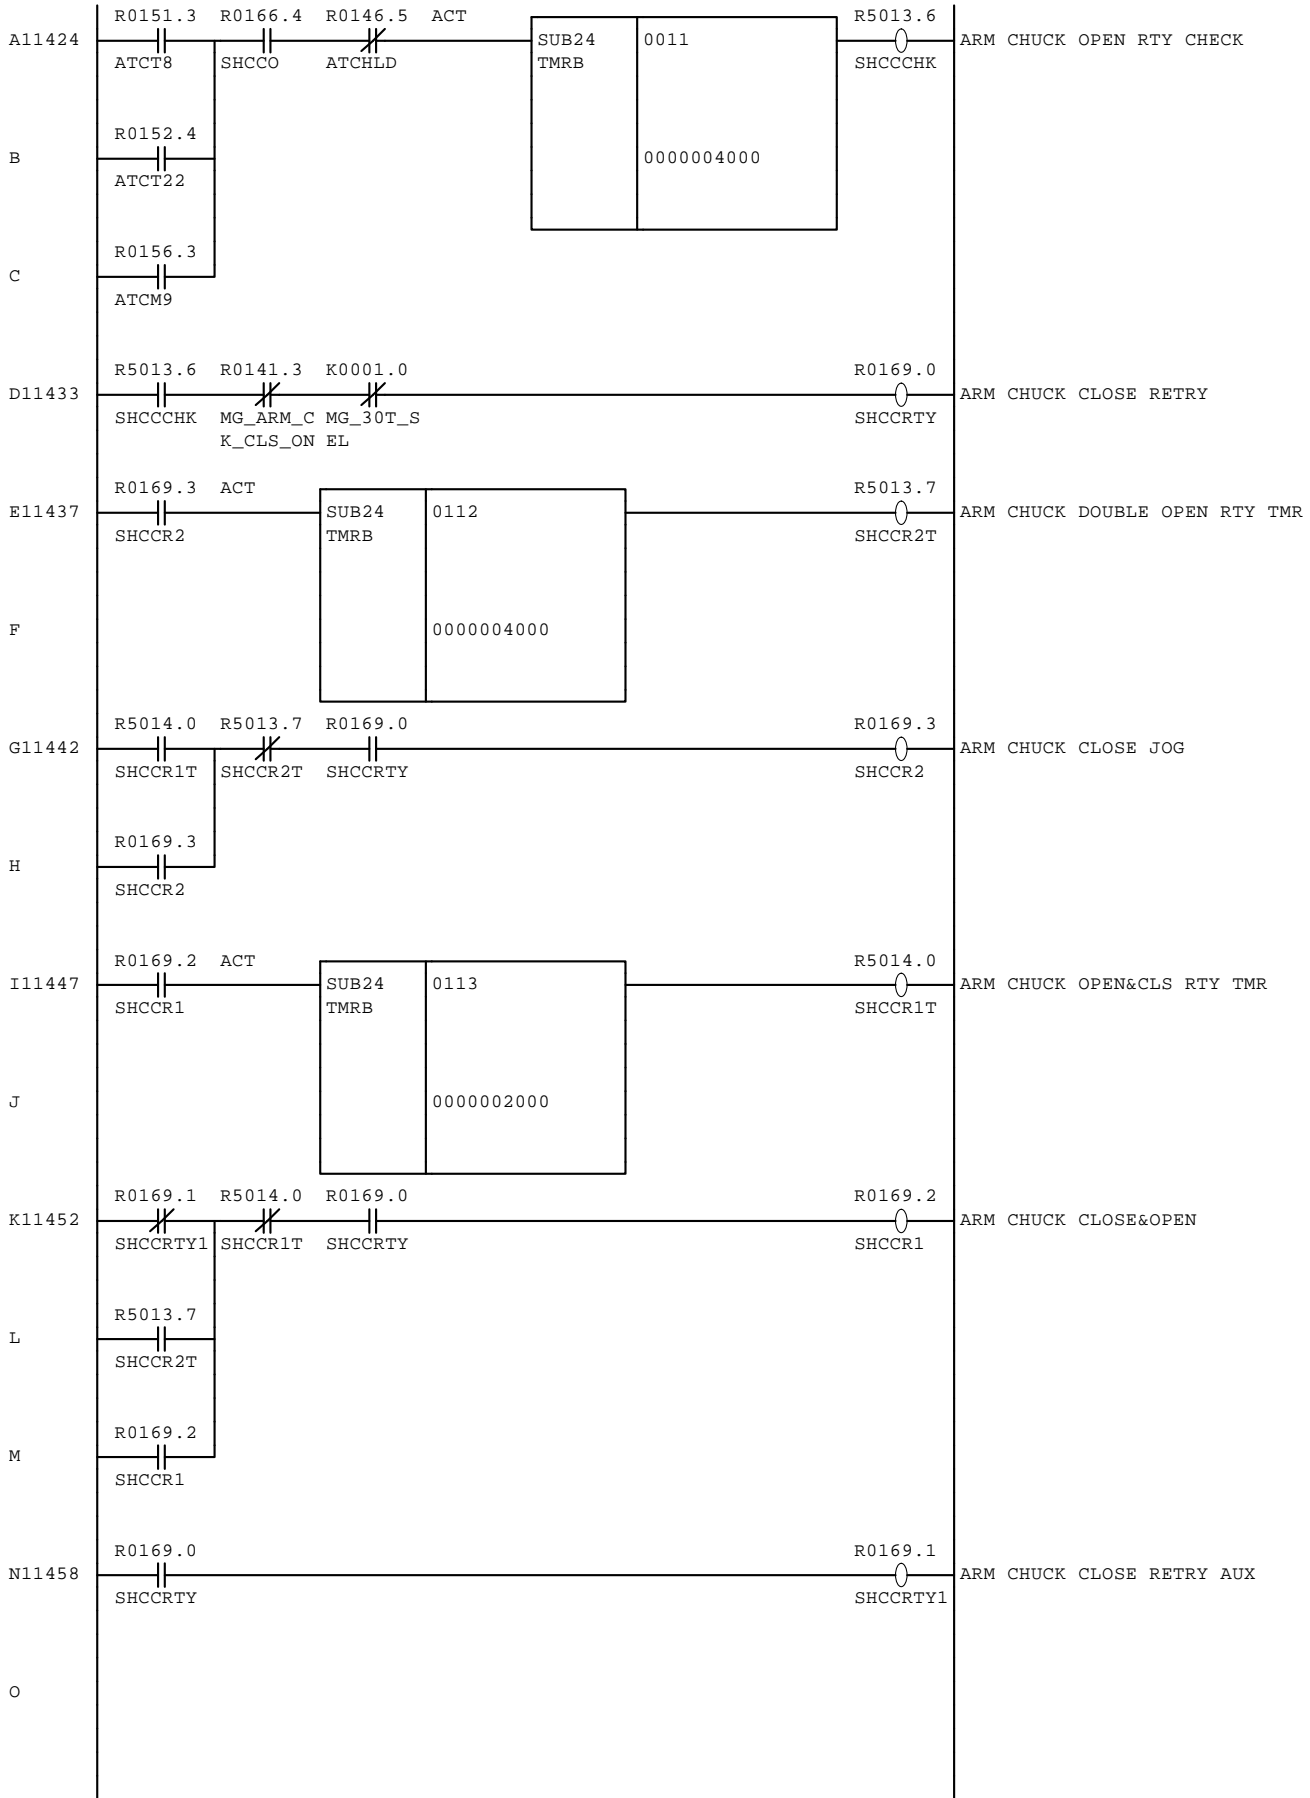 R0151.3 R0166.4 R0146.5 ACT R5013.6
A11424 SUB24 0011 ARM CHUCK OPEN RTY CHECK
ATCT8 SHCCO ATCHLD TMRB SHCCCHK
R0152.4
B 0000004000
ATCT22
R0156.3
C
ATCM9
R5013.6 R0141.3 K0001.0 R0169.0
D11433 ARM CHUCK CLOSE RETRY
SHCCCHK MG_ARM_C MG_30T_S SHCCRTY
K_CLS_ON EL
R0169.3 ACT R5013.7
E11437 SUB24 0112 ARM CHUCK DOUBLE OPEN RTY TMR
SHCCR2 TMRB SHCCR2T
F 0000004000
R5014.0 R5013.7 R0169.0 R0169.3
G11442 ARM CHUCK CLOSE JOG
SHCCR1T SHCCR2T SHCCRTY SHCCR2
R0169.3
H
SHCCR2
R0169.2 ACT R5014.0
I11447 SUB24 0113 ARM CHUCK OPEN&CLS RTY TMR
SHCCR1 TMRB SHCCR1T
J 0000002000
R0169.1 R5014.0 R0169.0 R0169.2
K11452 ARM CHUCK CLOSE&OPEN
SHCCRTY1 SHCCR1T SHCCRTY SHCCR1
R5013.7
L
SHCCR2T
R0169.2
M
SHCCR1
R0169.0 R0169.1
N11458 ARM CHUCK CLOSE RETRY AUX
SHCCRTY SHCCRTY1
O